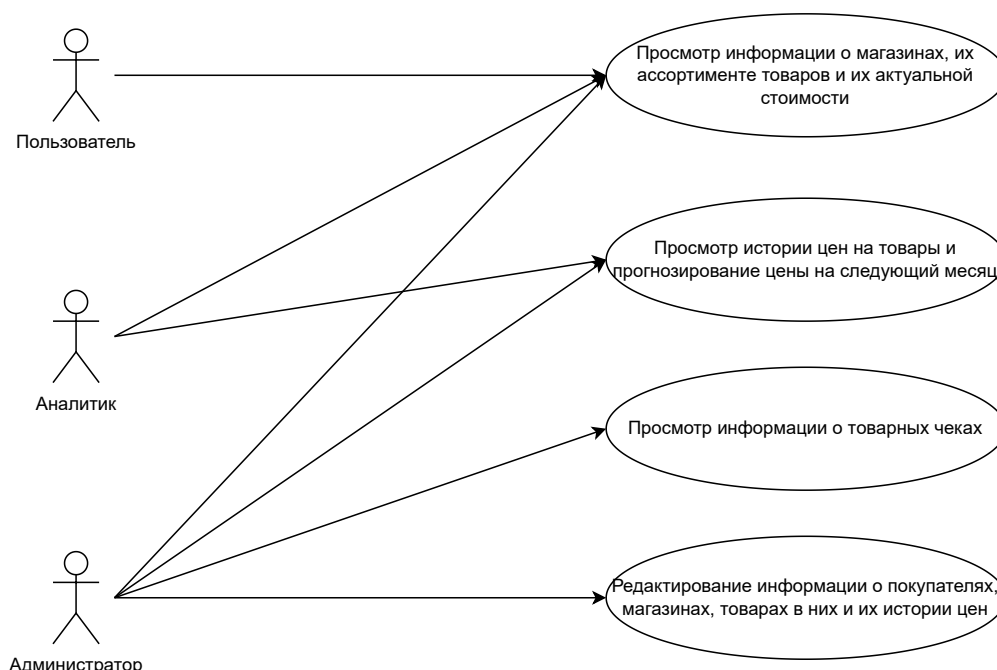 Просмотр информации о магазинах, их
ассортименте товаров и их актуальной
стоимости
Пользователь
Просмотр истории цен на товары и
прогнозирование цены на следующий месяц
Аналитик
Просмотр информации о товарных чеках
Редактирование информации о покупателях,
магазинах, товарах в них и их истории цен
Администратор